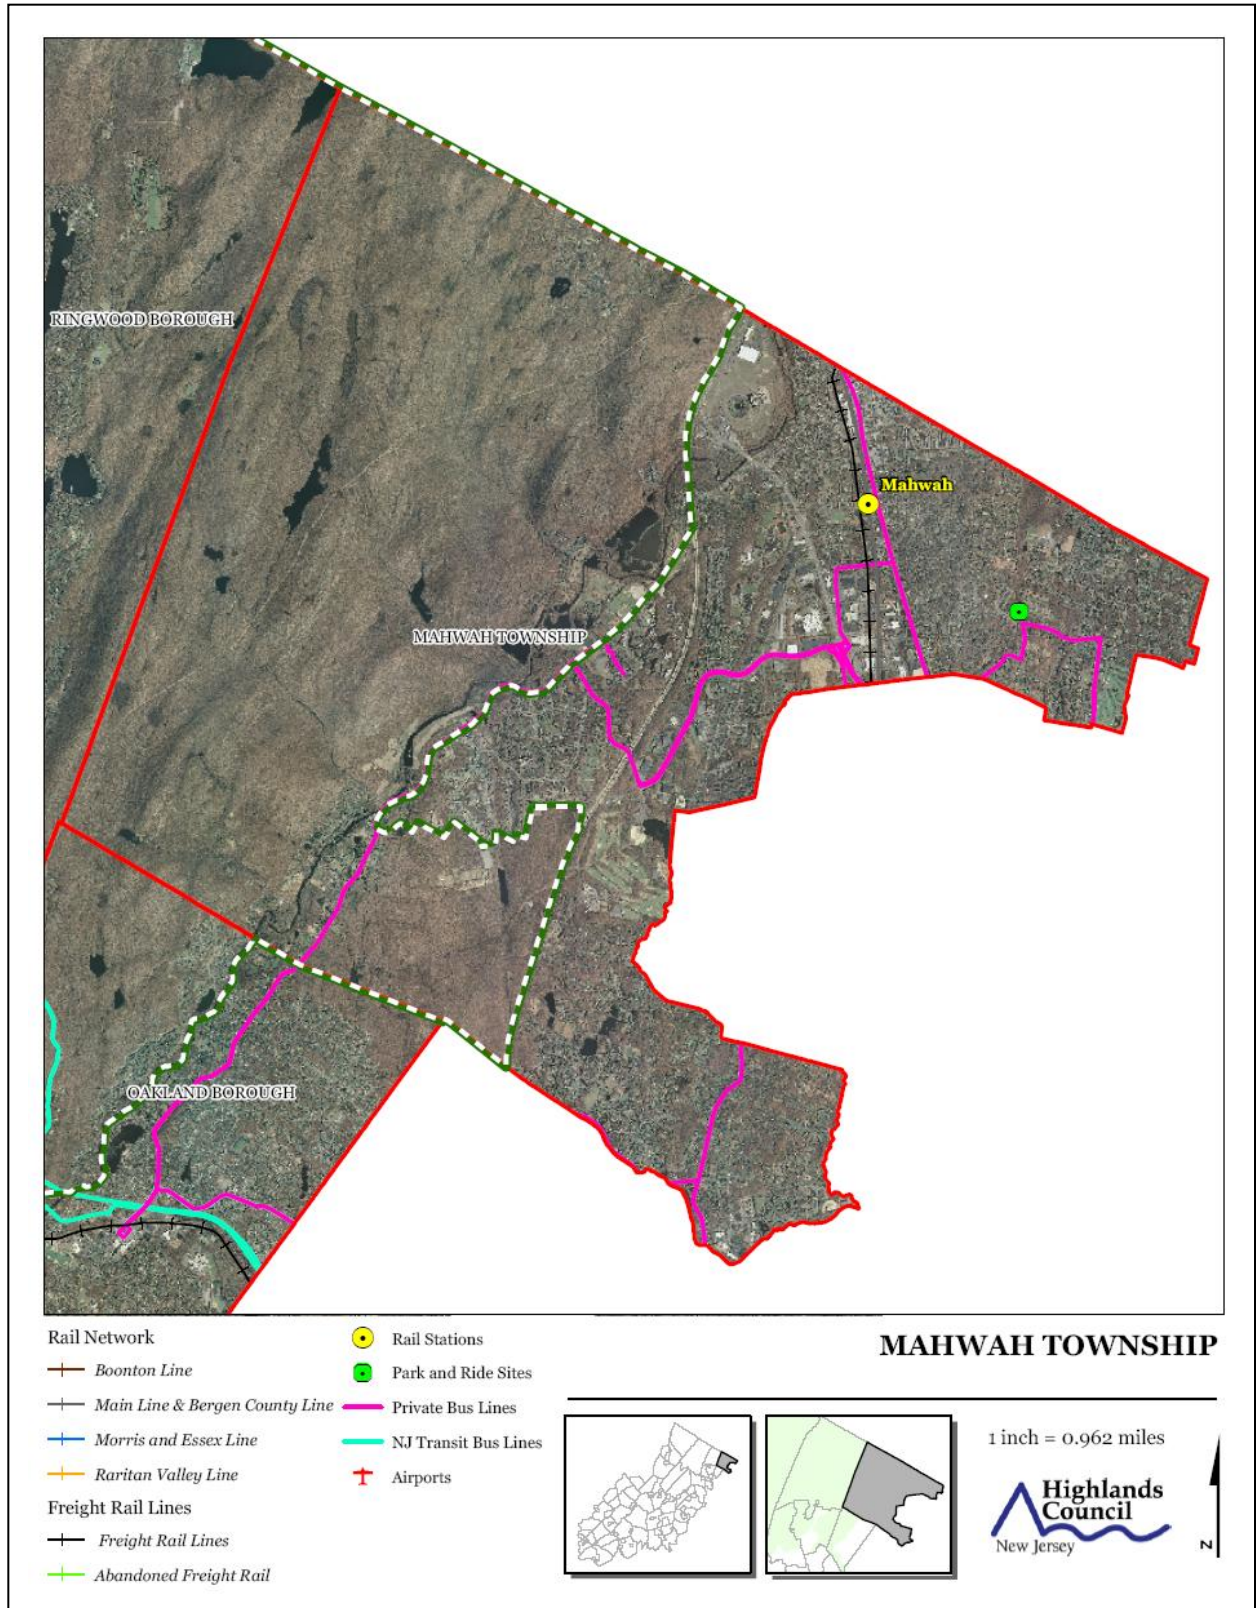 RINGWOOD BOROUGH
Mahwah
MAHWAH TOWNSHIP
OAKLAND BOROUGH
Rail Network
Boonton Line
Main Line & Bergen County Line
Morris and Essex Line
Raritan Valley Line
Freight Rail Lines
Freight Rail Lines
Abandoned Freight Rail
Rail Stations
Park and Ride Sites
Private Bus Lines
NJ Transit Bus Lines
Airports
MAHWAH TOWNSHIP
1 inch = 0.962 miles
Highlands
Council
New Jersey
N